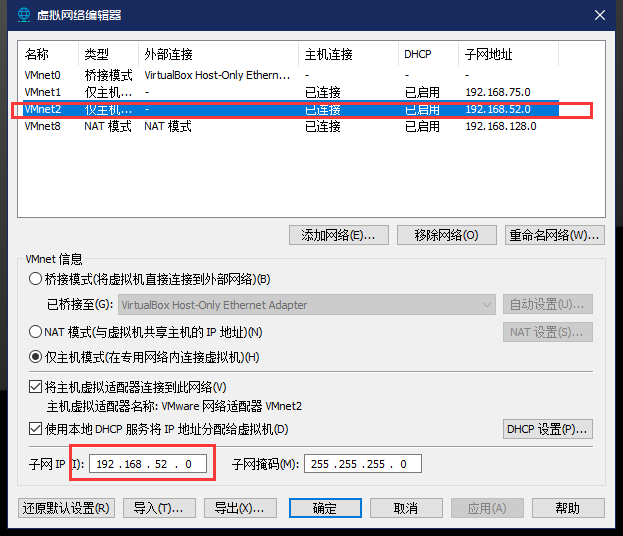 虚拟网络编辑器
名称 类型 外部连接 主机连接 DHCP 子网地址
VMnet0 桥接模式 VirtualBox Host-Only Ethern... - - -
VMnet1 仅主机... - 已连接 已启用 192.168.75.0
VMnet2 仅主机... - 已连接 已启用 192.168.52.0
VMnet8 NAT 模式 NAT 模式 已连接 已启用 192.168.128.0
添加网络(E)... 移除网络(O) 重命名网络(W)...
VMnet 信息
桥接模式(将虚拟机直接连接到外部网络)(B)
已桥接至(G): VirtualBox Host-Only Ethernet Adapter 自动设置(U)...
NAT 模式(与虚拟机共享主机的 IP 地址)(N) NAT 设置(S)...
仅主机模式(在专用网络内连接虚拟机)(H)
将主机虚拟适配器连接到此网络(V)
主机虚拟适配器名称: VMware 网络适配器 VMnet2
使用本地 DHCP 服务将 IP 地址分配给虚拟机(D) DHCP 设置(P)...
子网 IP (I): 192 . 168 . 52 . 0 子网掩码(M): 255 . 255 . 255 . 0
还原默认设置(R) 导入(T)... 导出(X)... 确定 取消 应用(A) 帮助